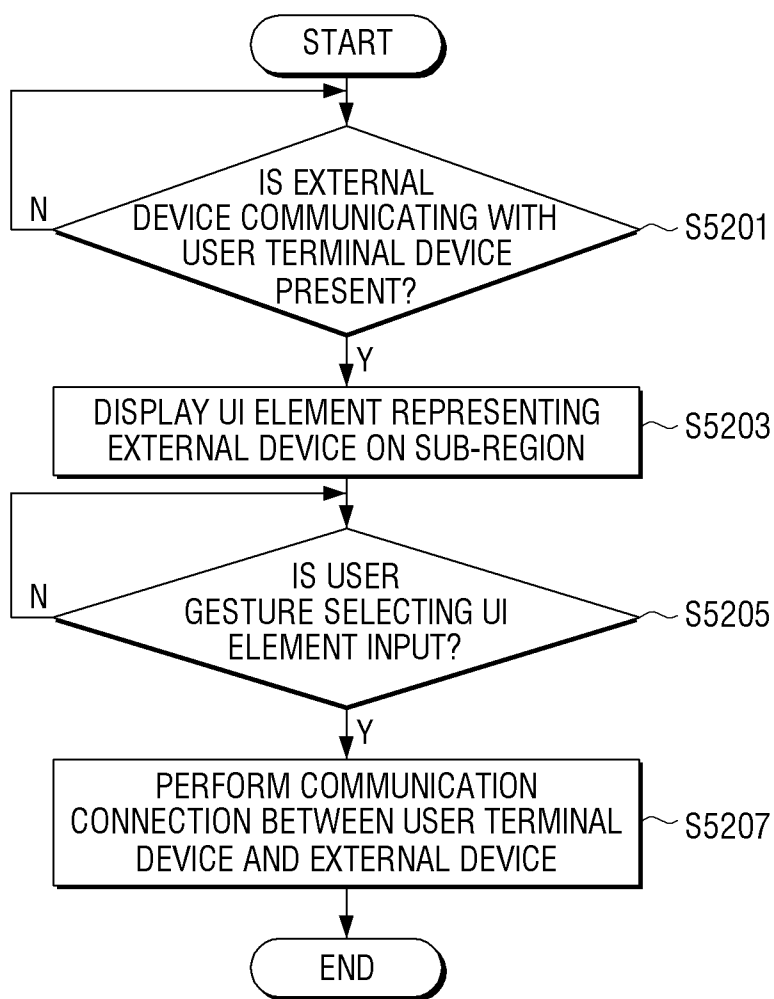 START
IS EXTERNAL
DEVICE COMMUNICATING WITH
USER TERMINAL DEVICE
PRESENT?
N
S5201
Y
DISPLAY UI ELEMENT REPRESENTING
EXTERNAL DEVICE ON SUB-REGION
S5203
IS USER
GESTURE SELECTING UI
ELEMENT INPUT?
N
S5205
Y
PERFORM COMMUNICATION
CONNECTION BETWEEN USER TERMINAL
DEVICE AND EXTERNAL DEVICE
S5207
END